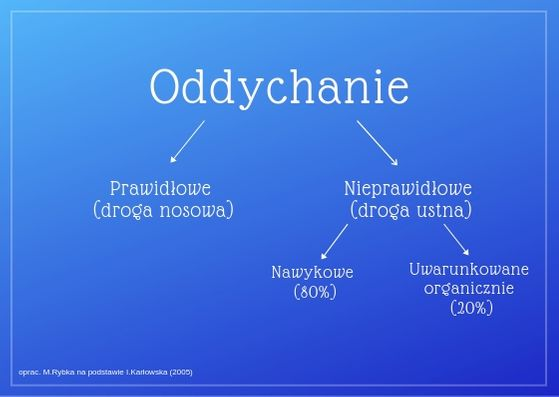 Oddychanie
Prawidłowe
(droga nosowa)
Nieprawidłowe
(droga ustna)
Nawykowe
(80%)
Uwarunkowane
organicznie
(20%)
oprac. M.Rybka na podstawie I.Karłowska (2005)